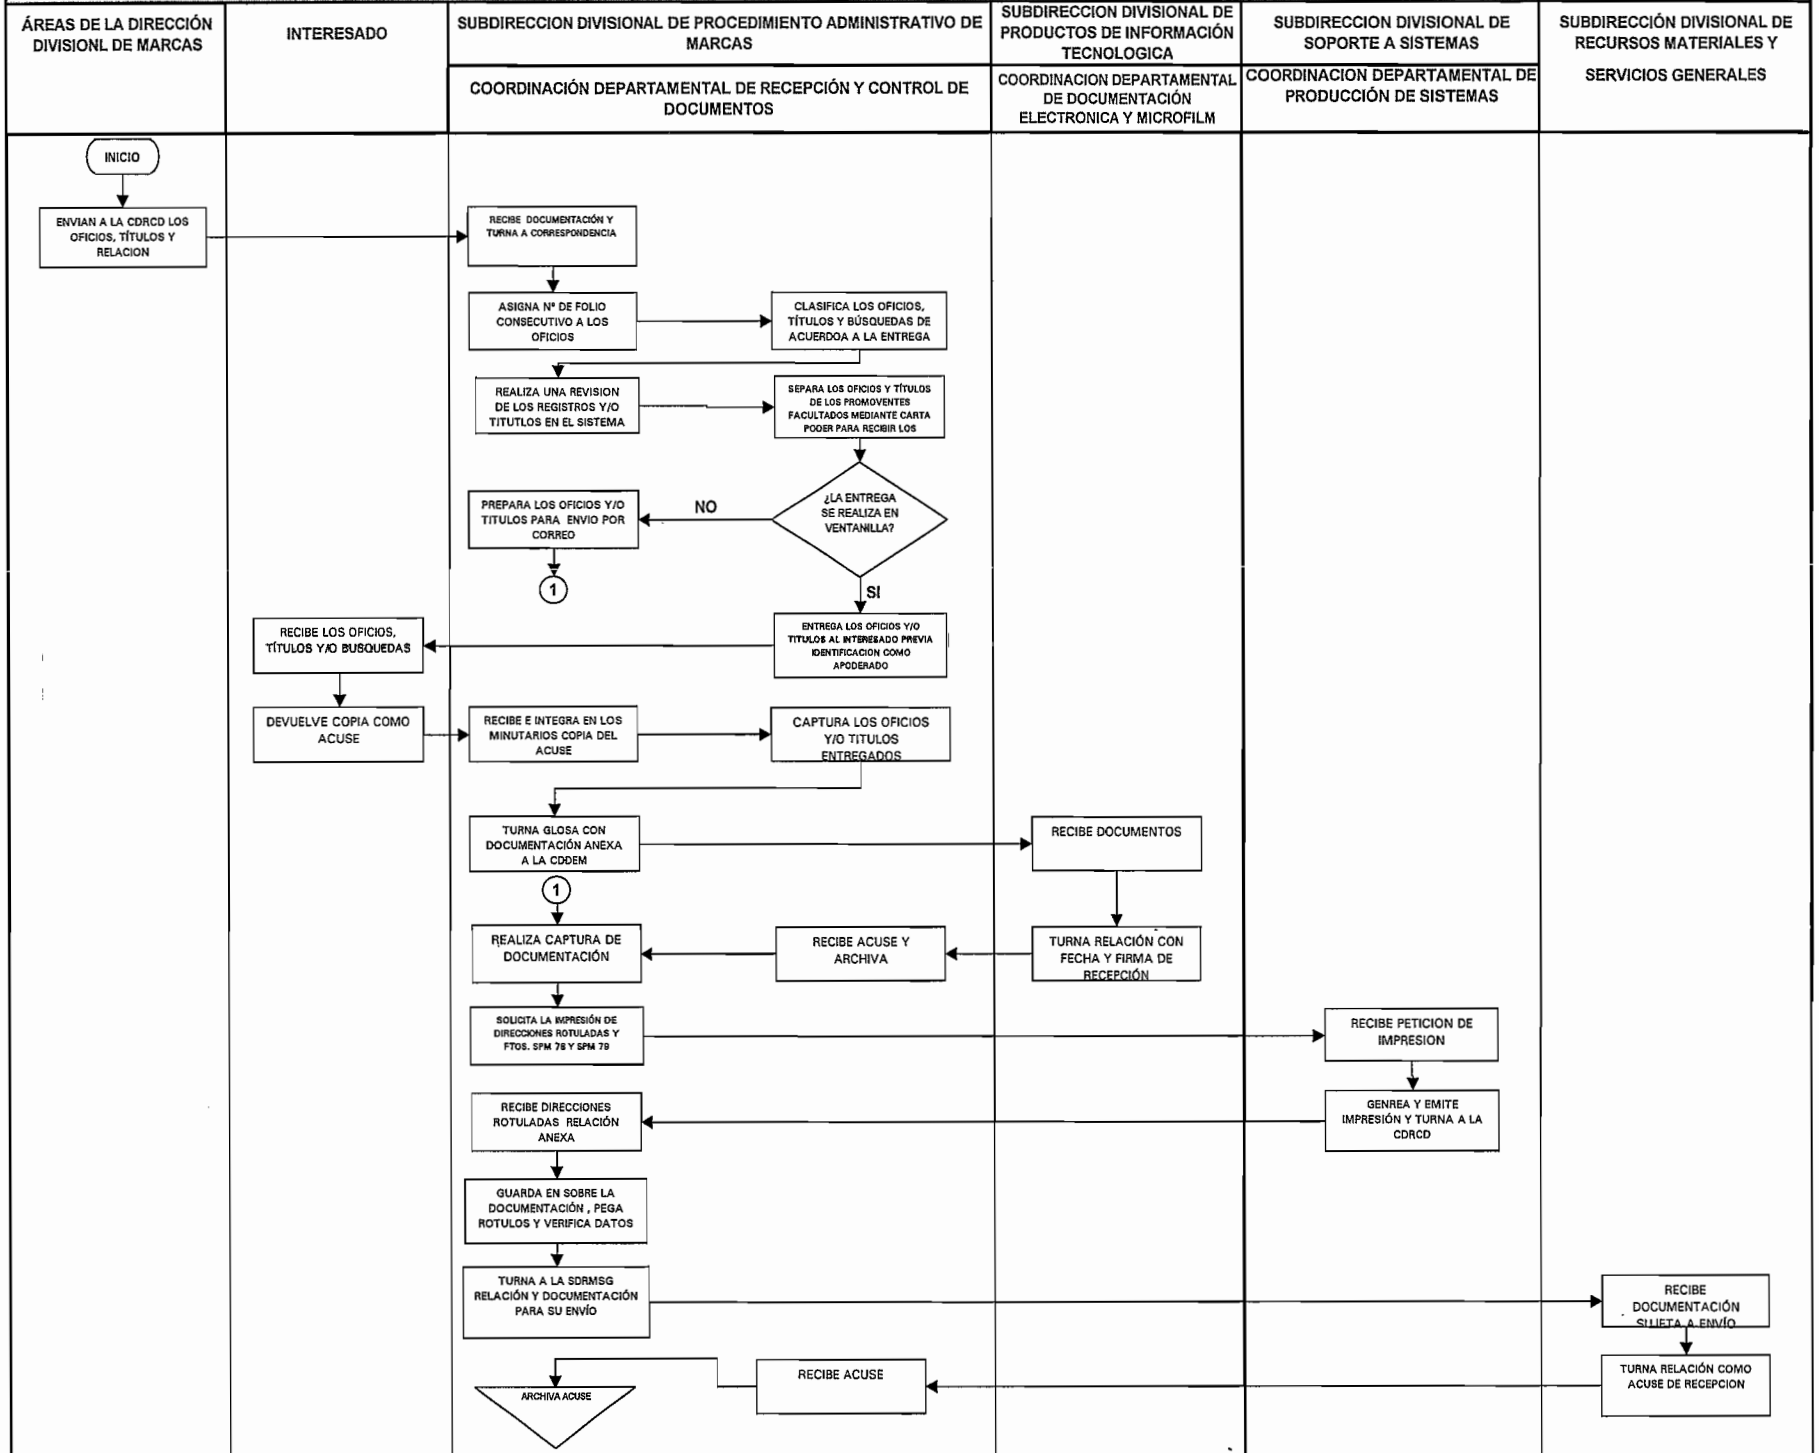 ÁREAS DE LA DIRECCIÓN
DIVISIONL DE MARCAS
INTERESADO
SUBDIRECCION DIVISIONAL DE PROCEDIMIENTO ADMINISTRATIVO DE
MARCAS
COORDINACIÓN DEPARTAMENTAL DE RECEPCIÓN Y CONTROL DE
DOCUMENTOS
SUBDIRECCION DIVISIONAL DE
PRODUCTOS DE INFORMACIÓN
TECNOLOGICA
COORDINACION DEPARTAMENTAL
DE DOCUMENTACIÓN
ELECTRONICA Y MICROFILM
SUBDIRECCION DIVISIONAL DE
SOPORTE A SISTEMAS
COORDINACION DEPARTAMENTAL DE
PRODUCCIÓN DE SISTEMAS
SUBDIRECCIÓN DIVISIONAL DE
RECURSOS MATERIALES Y
SERVICIOS GENERALES
INICIO
ENVIAN A LA CDRCD LOS
OFICIOS, TÍTULOS Y
RELACION
RECIBE DOCUMENTACIÓN Y
TURNA A CORRESPONDENCIA
ASIGNA Nº DE FOLIO
CONSECUTIVO A LOS
OFICIOS
CLASIFICA LOS OFICIOS,
TÍTULOS Y BÚSQUEDAS DE
ACUERDOA A LA ENTREGA
REALIZA UNA REVISION
DE LOS REGISTROS Y/O
TITUTLOS EN EL SISTEMA
SEPARA LOS OFICIOS Y TÍTULOS
DE LOS PROMOVENTES
FACULTADOS MEDIANTE CARTA
PODER PARA RECIBIR LOS
¿LA ENTREGA
SE REALIZA EN
VENTANILLA?
NO
PREPARA LOS OFICIOS Y/O
TITULOS PARA ENVIO POR
CORREO
1
SI
ENTREGA LOS OFICIOS Y/O
TITULOS AL INTERESADO PREVIA
IDENTIFICACION COMO
APODERADO
RECIBE LOS OFICIOS,
TÍTULOS Y/O BUSQUEDAS
DEVUELVE COPIA COMO
ACUSE
RECIBE E INTEGRA EN LOS
MINUTARIOS COPIA DEL
ACUSE
CAPTURA LOS OFICIOS
Y/O TITULOS
ENTREGADOS
TURNA GLOSA CON
DOCUMENTACIÓN ANEXA
A LA CDDEM
RECIBE DOCUMENTOS
1
REALIZA CAPTURA DE
DOCUMENTACIÓN
RECIBE ACUSE Y
ARCHIVA
TURNA RELACIÓN CON
FECHA Y FIRMA DE
RECEPCIÓN
SOLICITA LA IMPRESIÓN DE
DIRECCIONES ROTULADAS Y
FTOS. SPM 78 Y SPM 79
RECIBE PETICION DE
IMPRESION
RECIBE DIRECCIONES
ROTULADAS RELACIÓN
ANEXA
GENREA Y EMITE
IMPRESIÓN Y TURNA A LA
CDRCD
GUARDA EN SOBRE LA
DOCUMENTACIÓN , PEGA
ROTULOS Y VERIFICA DATOS
TURNA A LA SDRMSG
RELACIÓN Y DOCUMENTACIÓN
PARA SU ENVÍO
RECIBE
DOCUMENTACIÓN
SUJETA A ENVÍO
TURNA RELACIÓN COMO
ACUSE DE RECEPCION
RECIBE ACUSE
ARCHIVA ACUSE